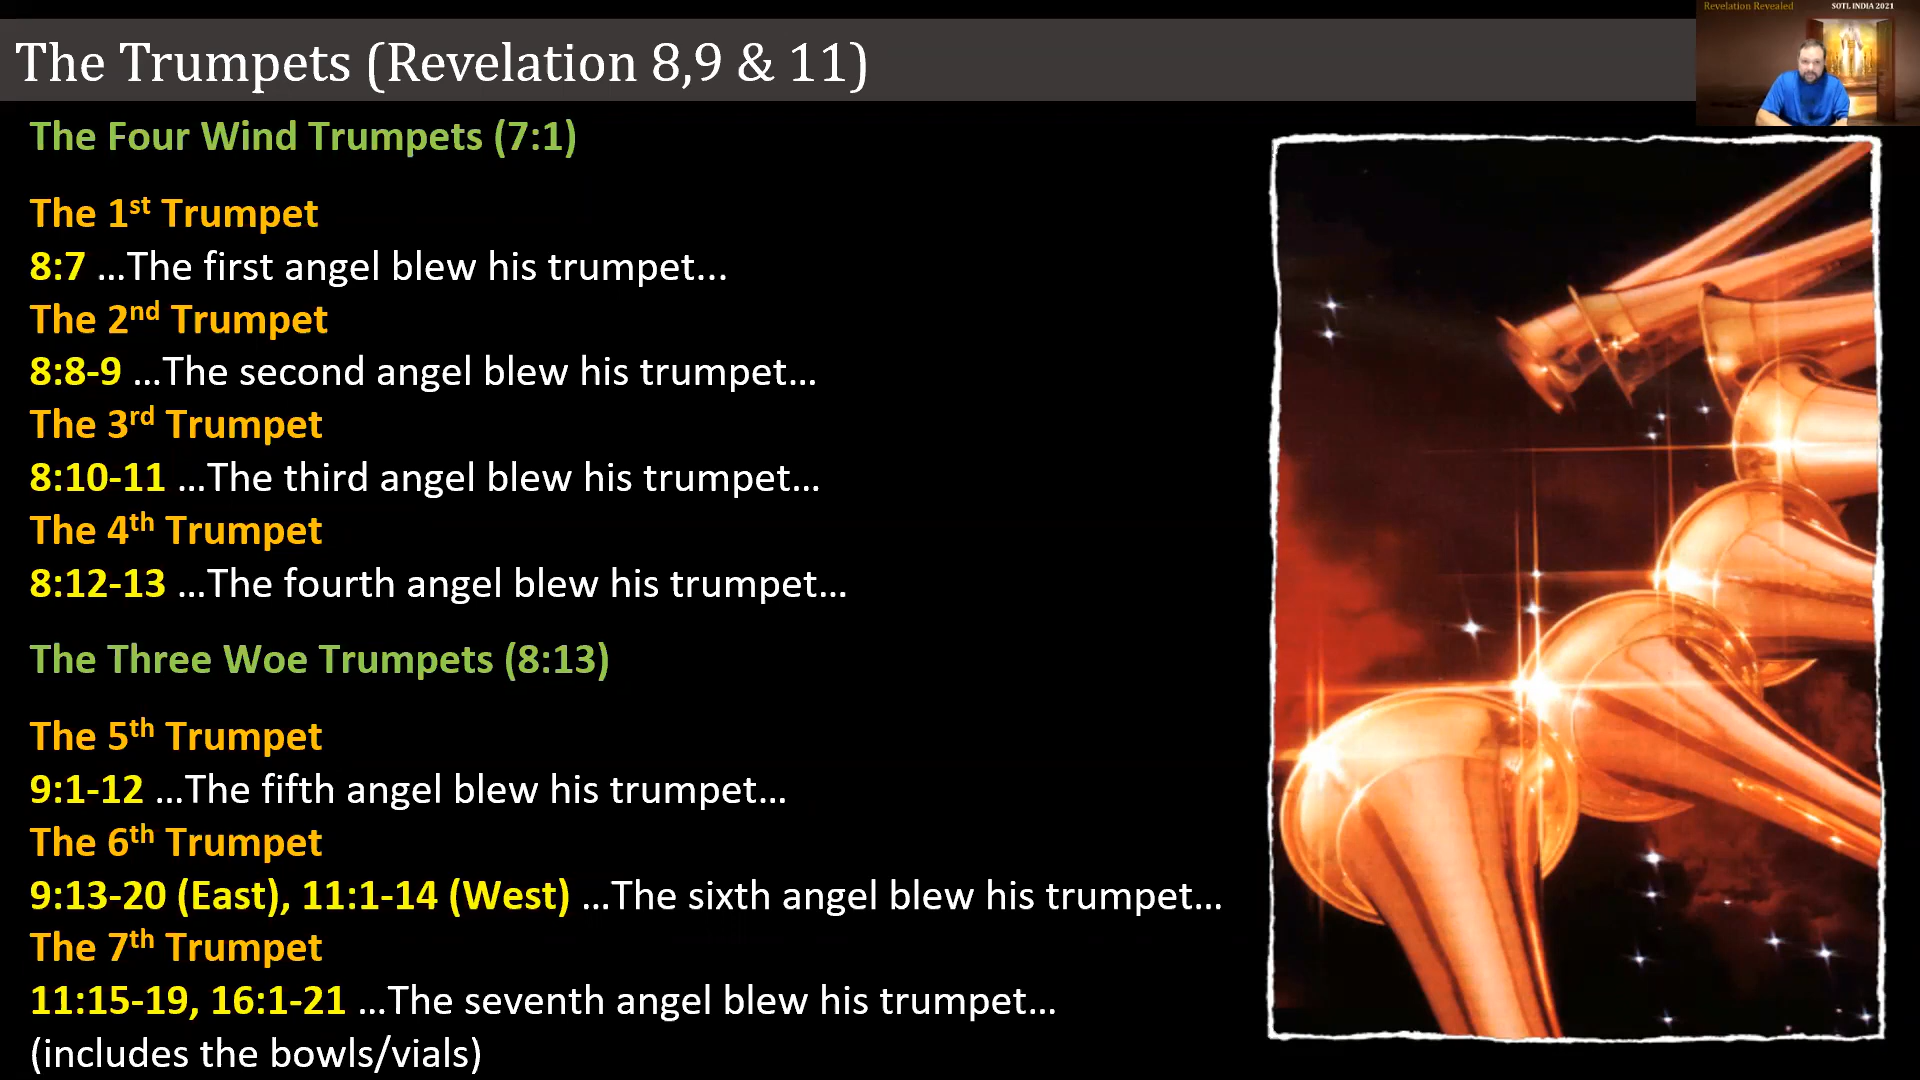 Revelation Revealed SOTL INDIA 2021
The Trumpets (Revelation 8,9 & 11)
The Four Wind Trumpets (7:1)
The 1st Trumpet
8:7 ...The first angel blew his trumpet...
The 2nd Trumpet
8:8-9 ...The second angel blew his trumpet...
The 3rd Trumpet
8:10-11 ...The third angel blew his trumpet...
The 4th Trumpet
8:12-13 ...The fourth angel blew his trumpet...
The Three Woe Trumpets (8:13)
The 5th Trumpet
9:1-12 ...The fifth angel blew his trumpet...
The 6th Trumpet
9:13-20 (East), 11:1-14 (West) ...The sixth angel blew his trumpet...
The 7th Trumpet
11:15-19, 16:1-21 ...The seventh angel blew his trumpet...
(includes the bowls/vials)